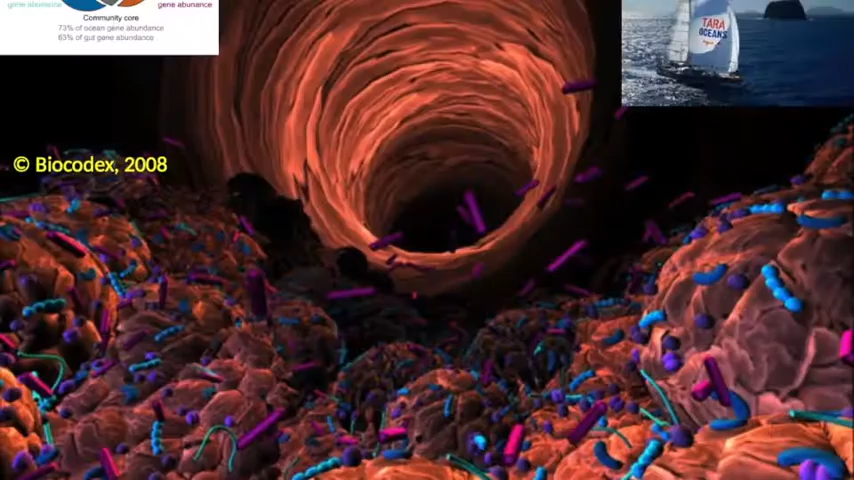 gene abundance
gene abunance
Community core
73% of ocean gene abundance
63% of gut gene abundance
TARA
OCEANS
© Biocodex, 2008